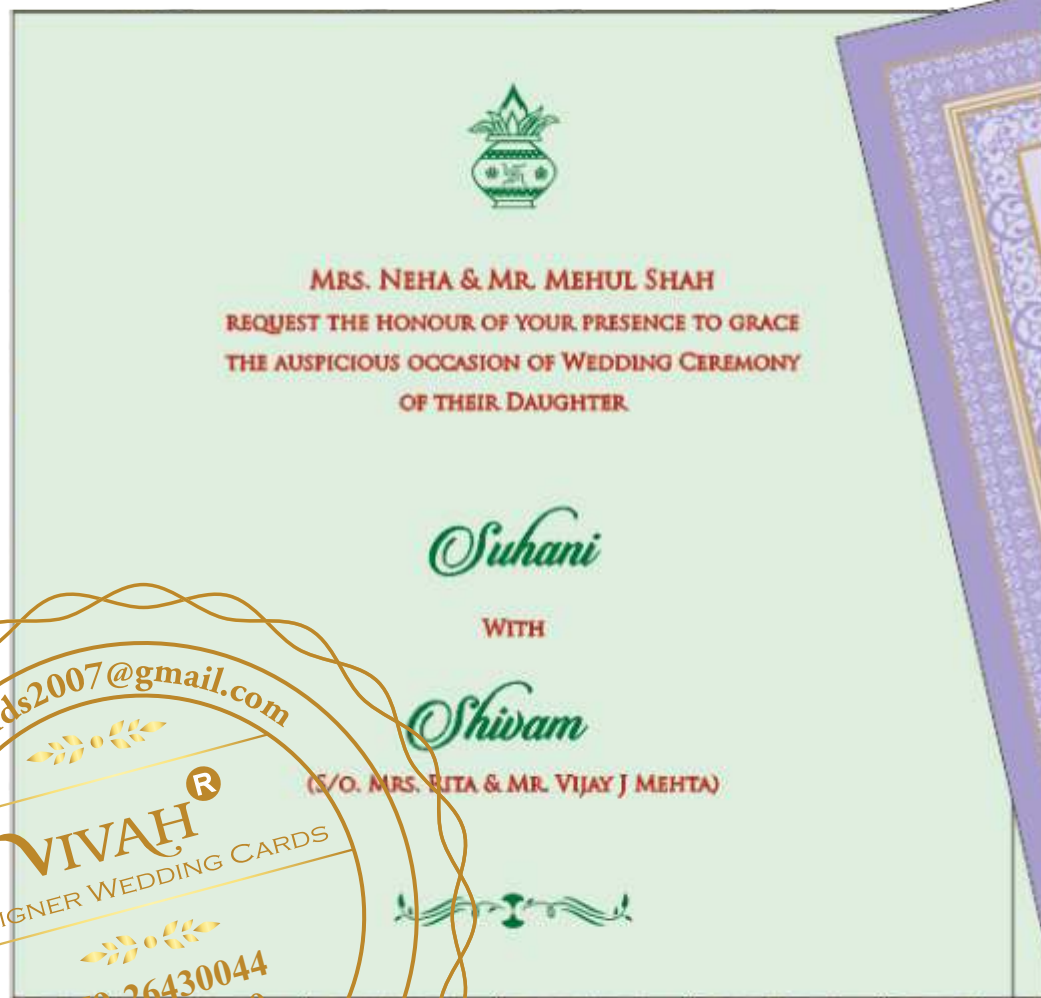 MRS. NEHA & MR. MEHUL SHAH
REQUEST THE HONOUR OF YOUR PRESENCE TO GRACE
THE AUSPICIOUS OCCASION OF WEDDING CEREMONY
OF THEIR DAUGHTER
Suhani
WITH
Shivam
(S/O. MRS. RITA & MR. VIJAY J MEHTA)
ds2007@gmail.com
VIVAH®
IGNER WEDDING CARDS
26430044